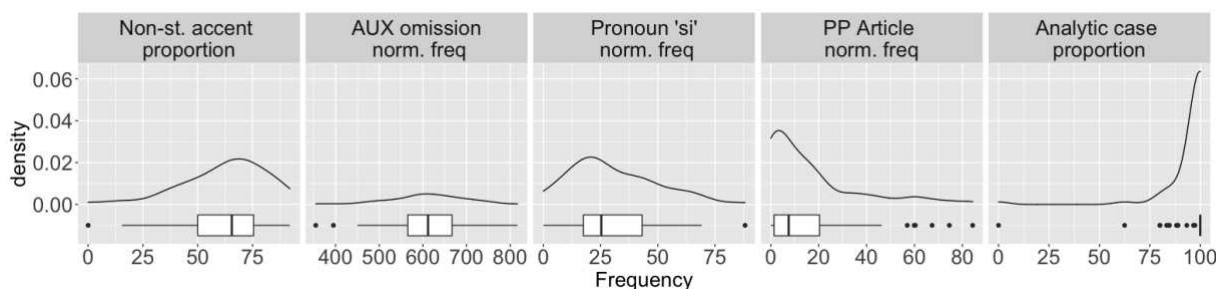 Non-st. accent proportion
AUX omission norm. freq
Pronoun 'si' norm. freq
PP Article norm. freq
Analytic case proportion
density
0.06
0.04
0.02
0.00
0 25 50 75
400 500 600 700 800
0 25 50 75
0 20 40 60 80
0 25 50 75 100
Frequency